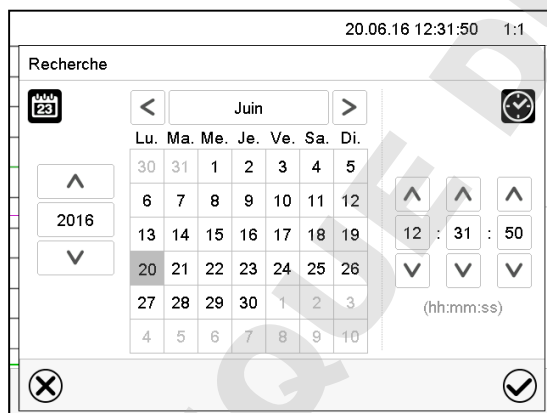 20.06.16 12:31:50 1:1
Recherche
23
< Juin >
Lu. Ma. Me. Je. Ve. Sa. Di.
30 31 1 2 3 4 5
6 7 8 9 10 11 12
13 14 15 16 17 18 19
20 21 22 23 24 25 26
27 28 29 30 1 2 3
4 5 6 7 8 9 10
2016
12 : 31 : 50
(hh:mm:ss)